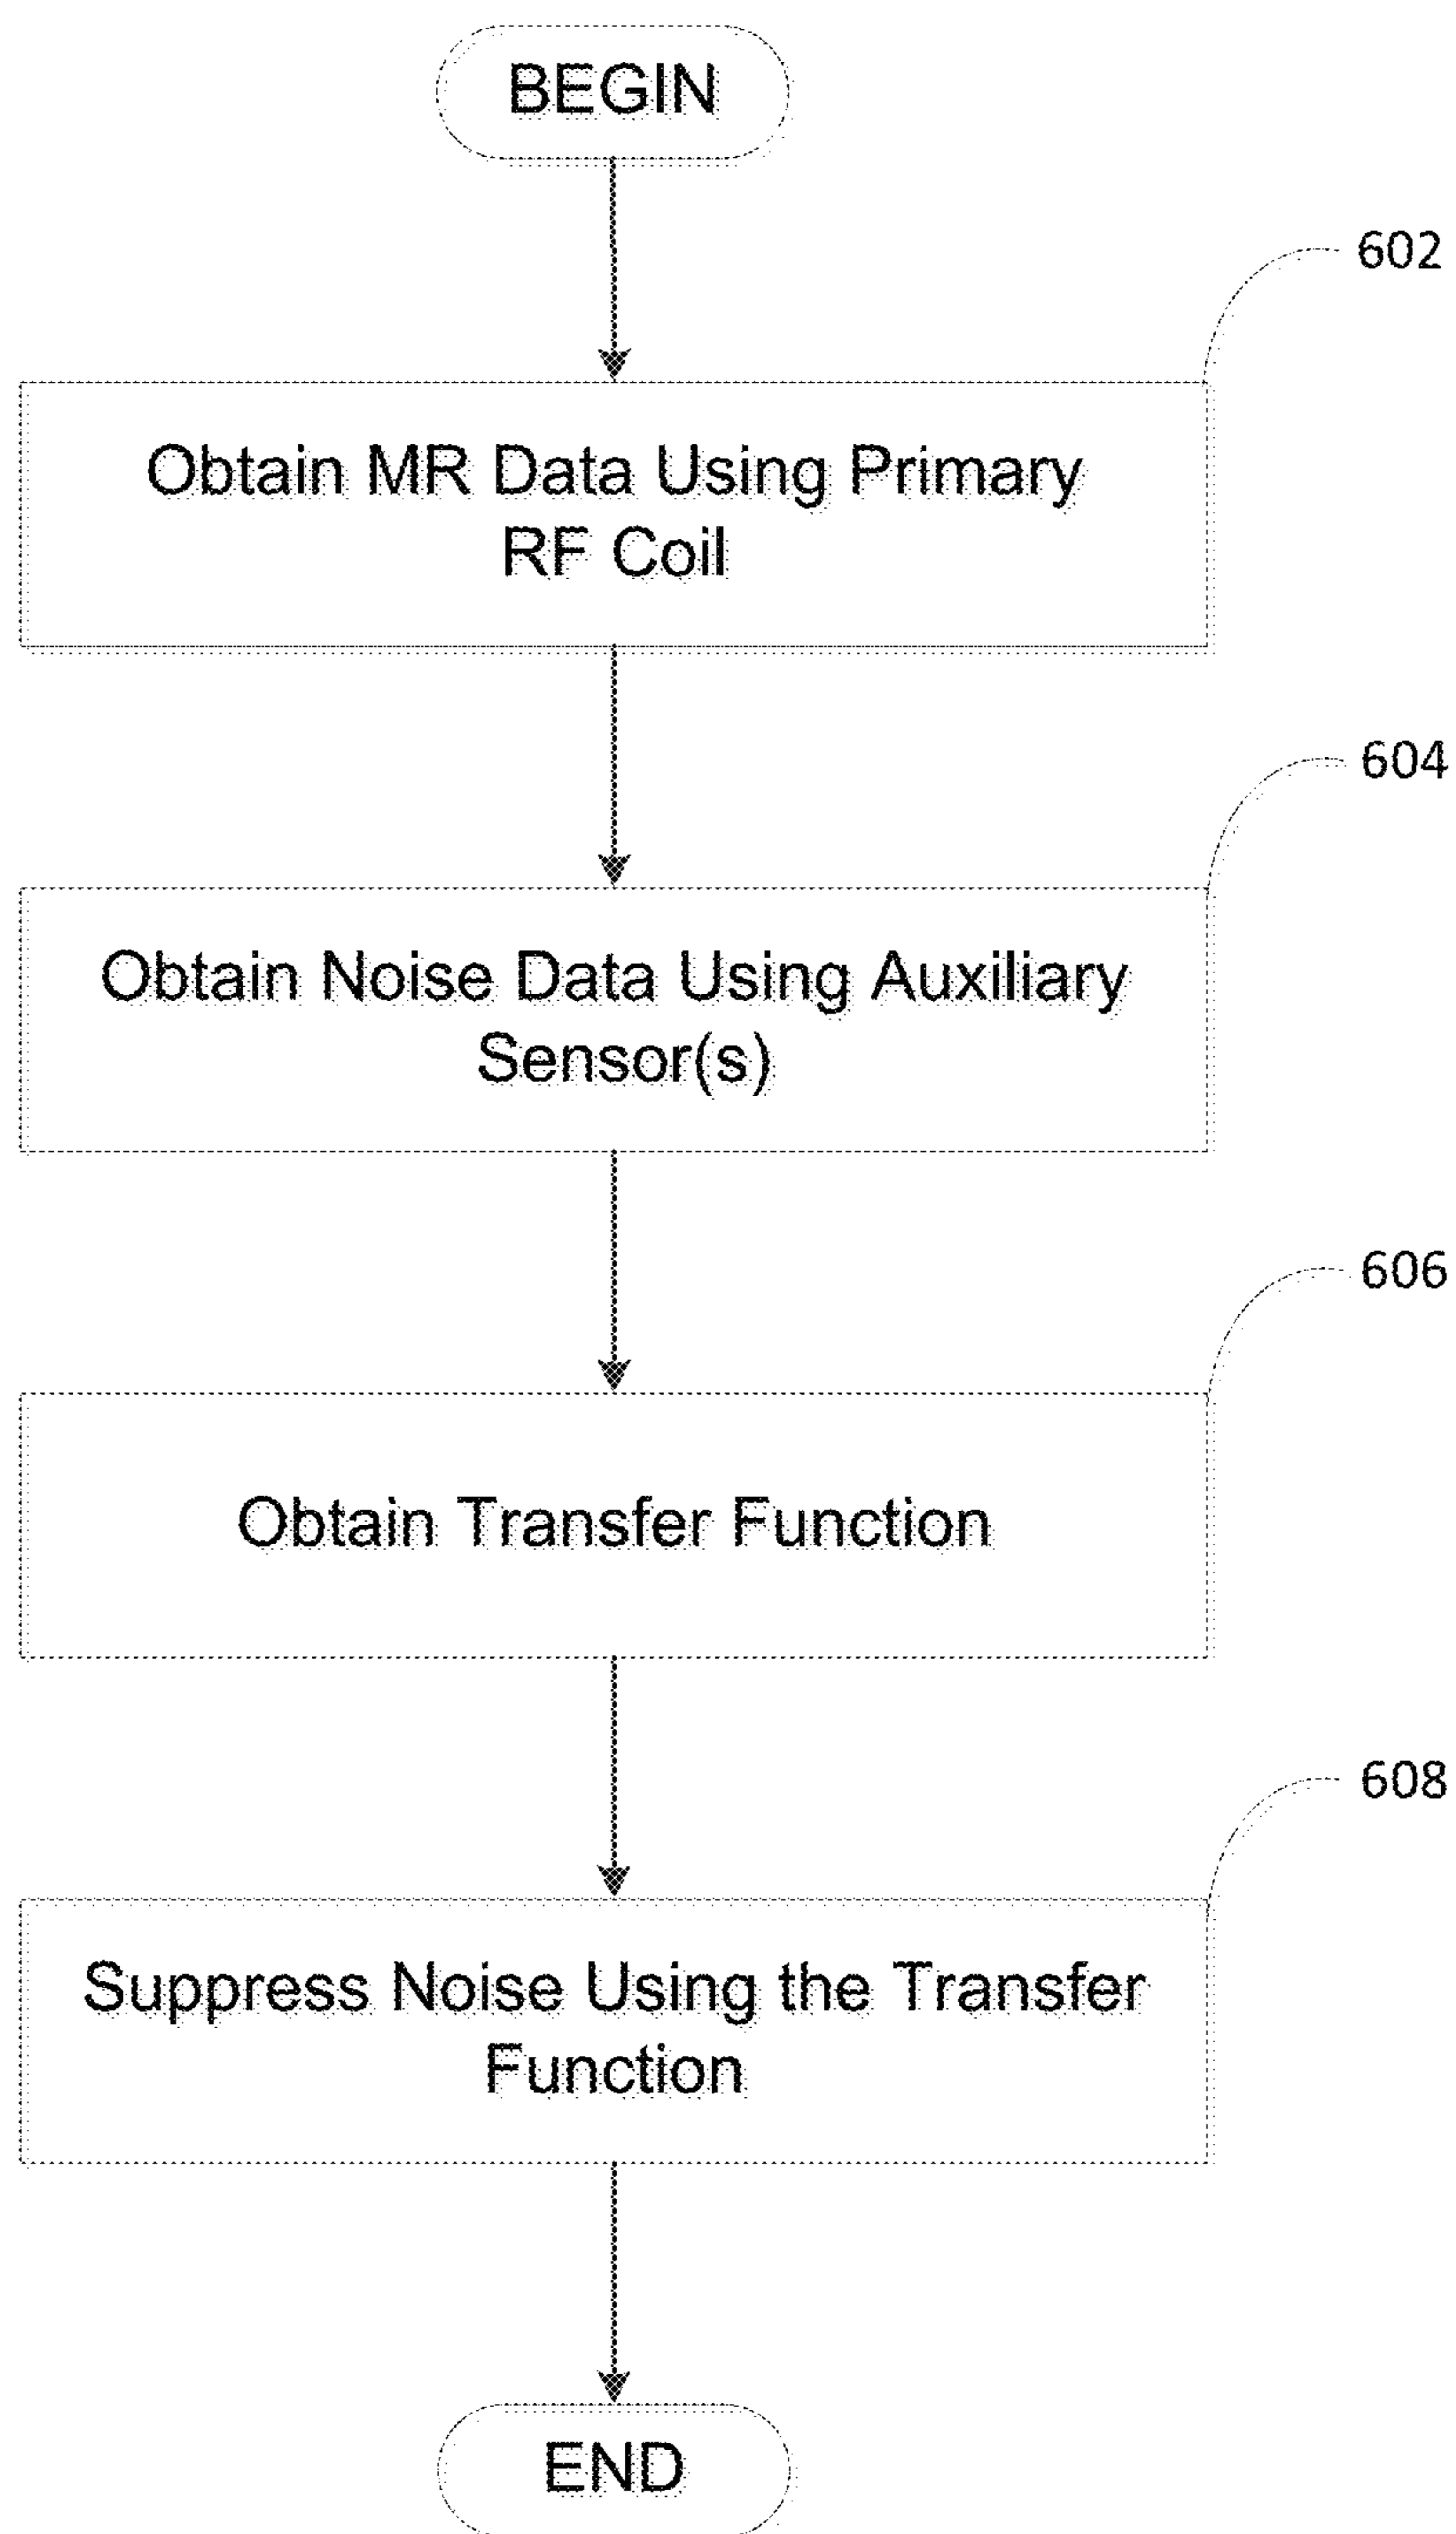 BEGIN
602
Obtain MR Data Using Primary
RF Coil
604
Obtain Noise Data Using Auxiliary
Sensor(s)
606
Obtain Transfer Function
608
Suppress Noise Using the Transfer
Function
END